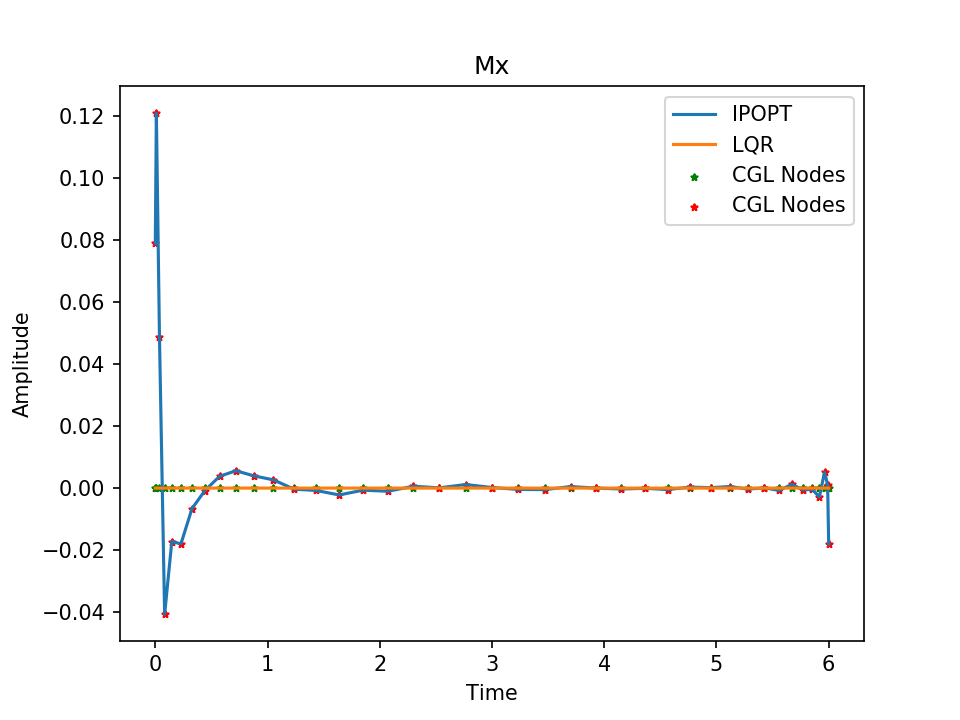 Mx
IPOPT
LQR
CGL Nodes
CGL Nodes
0.12
0.10
0.08
0.06
0.04
0.02
0.00
−0.02
−0.04
Amplitude
0 1 2 3 4 5 6
Time